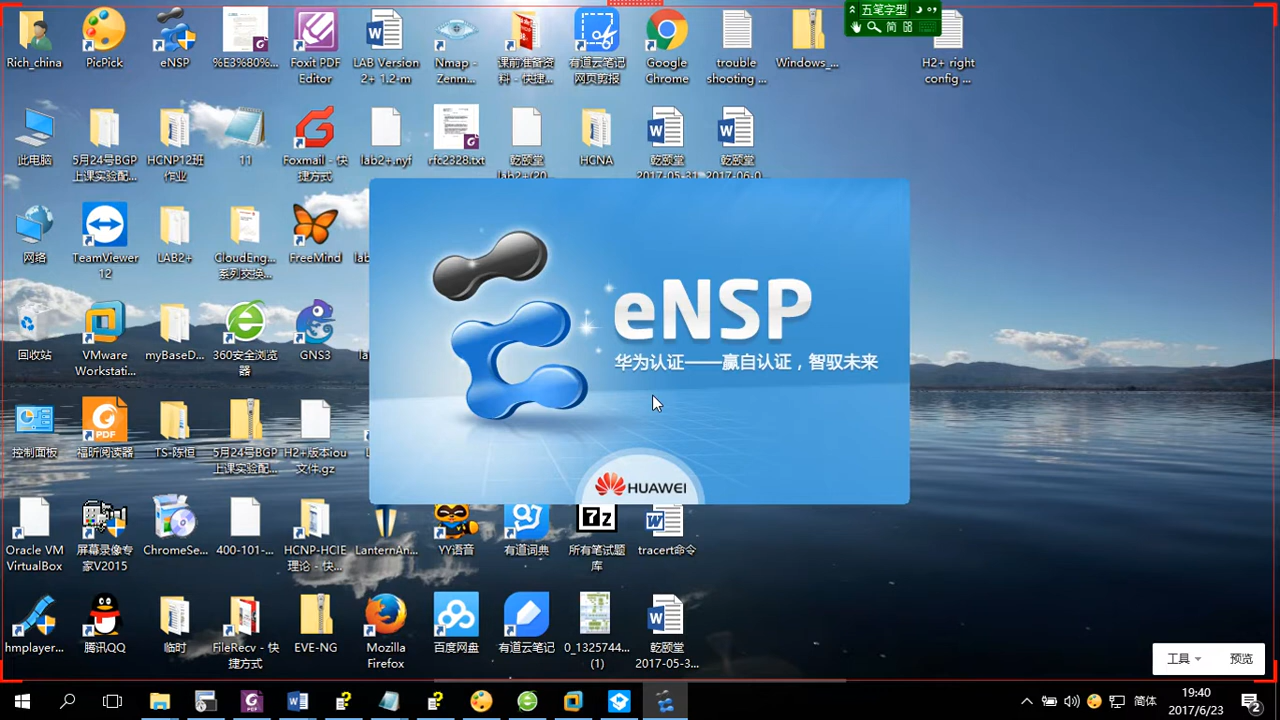 五笔字型
简
Rich_china
PicPick
eNSP
%E3%80%...
Foxit PDF
Editor
LAB Version
2+ 1.2-m
Nmap -
Zenm...
课前准备资
料 - 快捷...
有道云笔记
网页剪报
Google
Chrome
trouble
shooting ...
Windows_...
H2+ right
config ...
此电脑
5月24号BGP
上课实验配...
HCNP12班
作业
11
Foxmail - 快
捷方式
lab2+.nyf
rfc2328.txt
乾颐堂
lab2+(20
HCNA
乾颐堂
2017-05-31
乾颐堂
2017-06-0
网络
TeamViewer
12
LAB2+
CloudEng...
系列交换...
FreeMind
eNSP
华为认证——赢自认证，智驭未来
HUAWEI
回收站
VMware
Workstati...
myBaseD...
360安全浏览
器
GNS3
控制面板
PDF
福昕阅读器
TS-陈恒
5月24号BGP
上课实验配...
H2+版本iou
文件.gz
Oracle VM
VirtualBox
屏幕录像专
家V2015
ChromeSe...
400-101-...
HCNP-HCIE
理论 - 快...
LanternAn...
YY语音
有道词典
7z
所有笔试题
库
tracert命令
hmplayer...
腾讯QQ
临时
FileRecv - 快
捷方式
EVE-NG
Mozilla
Firefox
百度网盘
有道云笔记
0_1325744...
(1)
乾颐堂
2017-05-3...
工具
预览
简体
19:40
2017/6/23
2